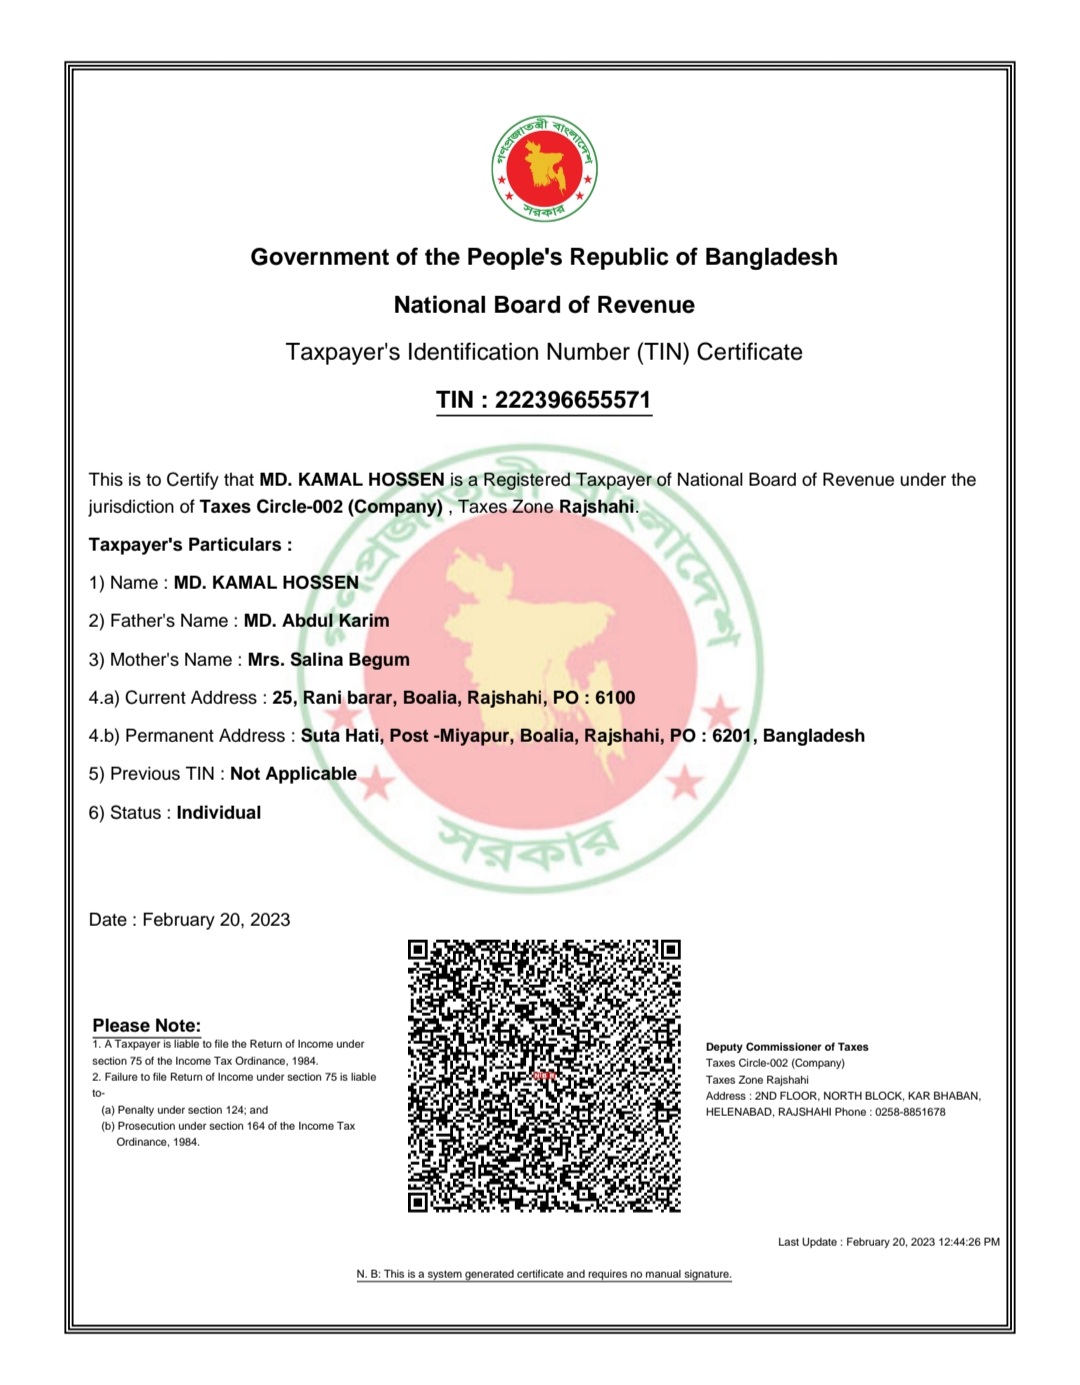 গণপ্রজাতন্ত্রী বাংলাদেশ
সরকার
Government of the People's Republic of Bangladesh
National Board of Revenue
Taxpayer's Identification Number (TIN) Certificate
TIN : 222396655571
This is to Certify that MD. KAMAL HOSSEN is a Registered Taxpayer of National Board of Revenue under the
jurisdiction of Taxes Circle-002 (Company) , Taxes Zone Rajshahi.
Taxpayer's Particulars :
1) Name : MD. KAMAL HOSSEN
2) Father's Name : MD. Abdul Karim
3) Mother's Name : Mrs. Salina Begum
4.a) Current Address : 25, Rani barar, Boalia, Rajshahi, PO : 6100
4.b) Permanent Address : Suta Hati, Post -Miyapur, Boalia, Rajshahi, PO : 6201, Bangladesh
5) Previous TIN : Not Applicable
6) Status : Individual
গণপ্রজাতন্ত্রী বাংলাদেশ
সরকার
Date : February 20, 2023
Please Note:
1. A Taxpayer is liable to file the Return of Income under
section 75 of the Income Tax Ordinance, 1984.
2. Failure to file Return of Income under section 75 is liable
to-
(a) Penalty under section 124; and
(b) Prosecution under section 164 of the Income Tax
Ordinance, 1984.
Deputy Commissioner of Taxes
Taxes Circle-002 (Company)
Taxes Zone Rajshahi
Address : 2ND FLOOR, NORTH BLOCK, KAR BHABAN,
HELENABAD, RAJSHAHI Phone : 0258-8851678
Last Update : February 20, 2023 12:44:26 PM
N. B: This is a system generated certificate and requires no manual signature.